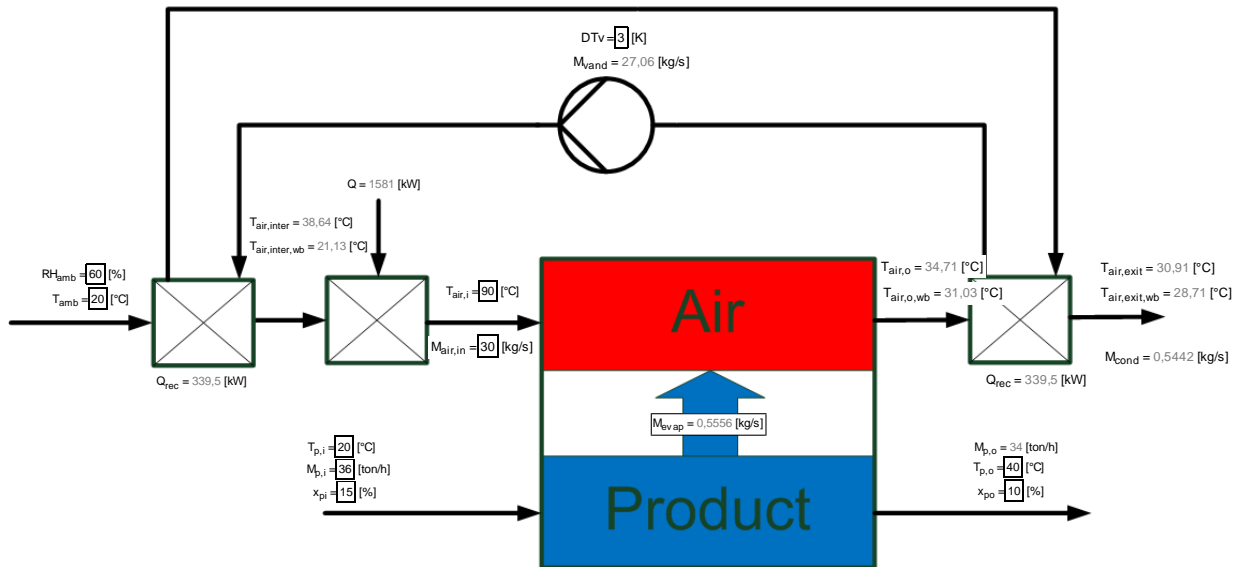 DTv = 3 [K]
Mvand = 27,06 [kg/s]
Q = 1581 [kW]
Tair,inter = 38,64 [°C]
Tair,inter,wb = 21,13 [°C]
RHamb = 60 [%]
Tamb = 20 [°C]
Qrec = 339,5 [kW]
Tair,i = 90 [°C]
Mair,in = 30 [kg/s]
Air
Tair,o = 34,71 [°C]
Tair,o,wb = 31,03 [°C]
Tair,exit = 30,91 [°C]
Tair,exit,wb = 28,71 [°C]
Mcond = 0,5442 [kg/s]
Qrec = 339,5 [kW]
Mevap = 0,5556 [kg/s]
Tp,i = 20 [°C]
Mp,i = 36 [ton/h]
xpi = 15 [%]
Product
Mp,o = 34 [ton/h]
Tp,o = 40 [°C]
xpo = 10 [%]